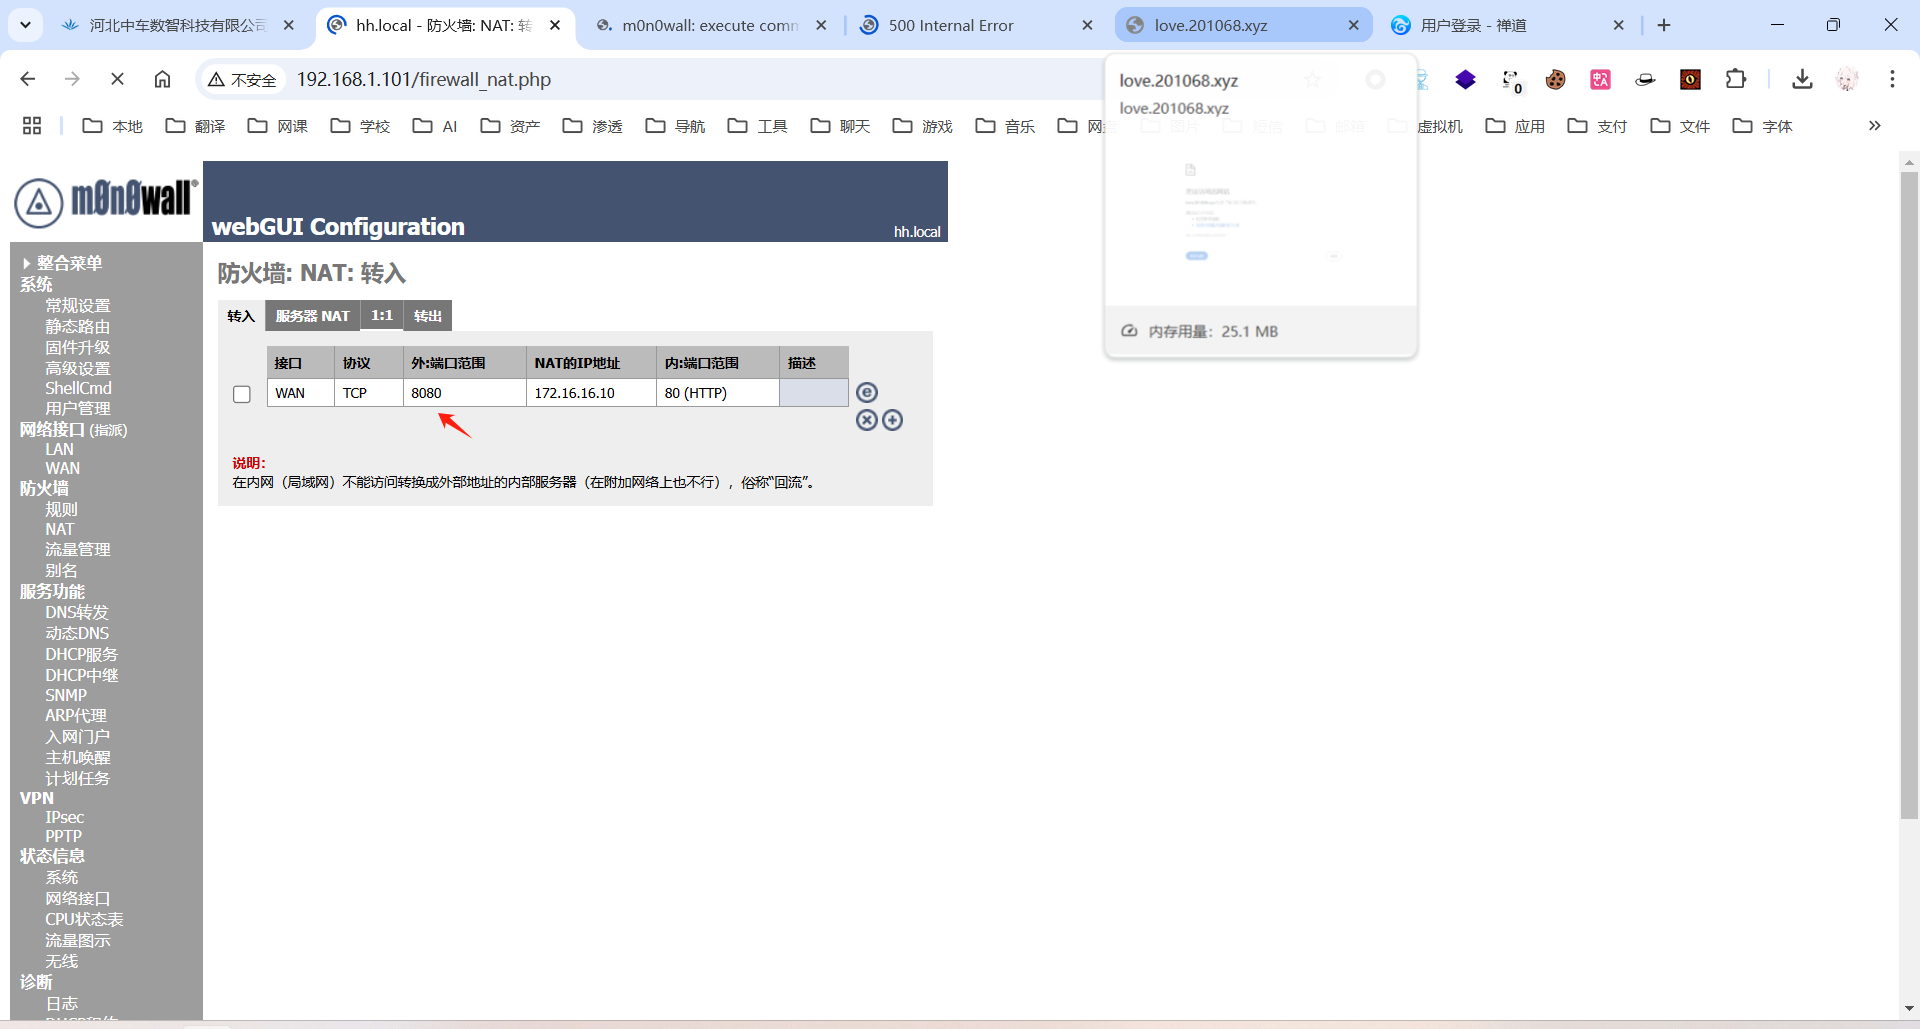 河北中车数智科技有限公司
hh.local - 防火墙: NAT: 转
m0n0wall: execute comm
500 Internal Error
love.201068.xyz
用户登录 - 禅道
不安全
192.168.1.101/firewall_nat.php
love.201068.xyz
love.201068.xyz
内存用量：25.1 MB
0
本地
翻译
网课
学校
AI
资产
渗透
导航
工具
聊天
游戏
音乐
网盘
图片
短信
邮箱
虚拟机
应用
支付
文件
字体
m0n0wall
webGUI Configuration
hh.local
整合菜单
系统
常规设置
静态路由
固件升级
高级设置
ShellCmd
用户管理
网络接口 (指派)
LAN
WAN
防火墙
规则
NAT
流量管理
别名
服务功能
DNS转发
动态DNS
DHCP服务
DHCP中继
SNMP
ARP代理
入网门户
主机唤醒
计划任务
VPN
IPsec
PPTP
状态信息
系统
网络接口
CPU状态表
流量图示
无线
诊断
日志
防火墙: NAT: 转入
转入 服务器 NAT 1:1 转出
接口 协议 外:端口范围 NAT的IP地址 内:端口范围 描述
WAN TCP 8080 172.16.16.10 80 (HTTP)
说明:
在内网（局域网）不能访问转换成外部地址的内部服务器（在附加网络上也不行），俗称“回流”。